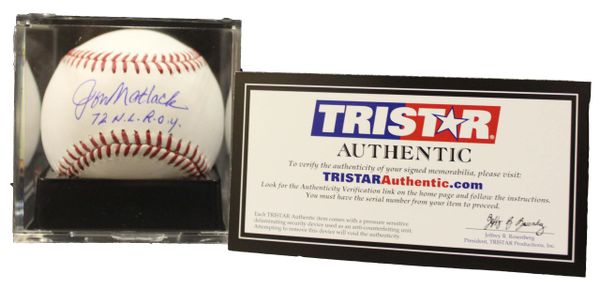 Jon Matlack
72 N.L. R.O.Y.
TRISTAR
AUTHENTIC
To verify the authenticity of your signed memorabilia, please visit:
TRISTARAuthentic.com
Look for the Authenticity Verification link on the home page and follow the instructions.
You must have the serial number from your item to proceed.
Each TRISTAR Authentic item comes with a pressure sensitive
delaminating security device used as an anti-counterfeiting unit.
Attempting to remove this device will void the authenticity.
Jeffrey B. Rosenberg
President, TRISTAR Productions, Inc.